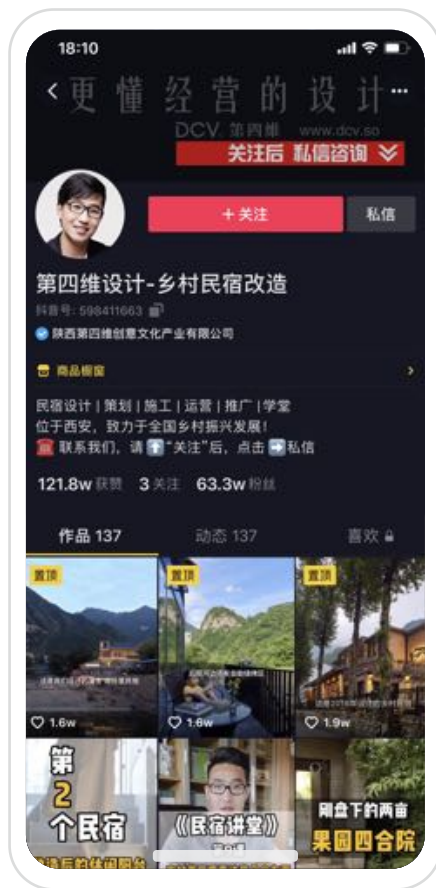 18:10
更懂经营的设计
DCV 第四维 www.dcv.so
关注后 私信咨询
+关注
私信
第四维设计-乡村民宿改造
抖音号: 598411663
陕西第四维创意文化产业有限公司
商品橱窗
民宿设计 | 策划 | 施工 | 运营 | 推广 | 学堂
位于西安，致力于全国乡村振兴发展！
联系我们，请“关注”后，点击私信
121.8w 获赞 3 关注 63.3w 粉丝
作品 137
动态 137
喜欢
置顶
置顶
置顶
1.6w
1.6w
1.9w
第
2
个民宿
造后的休闲阳台
《民宿讲堂》
刚盘下的两亩
果园四合院